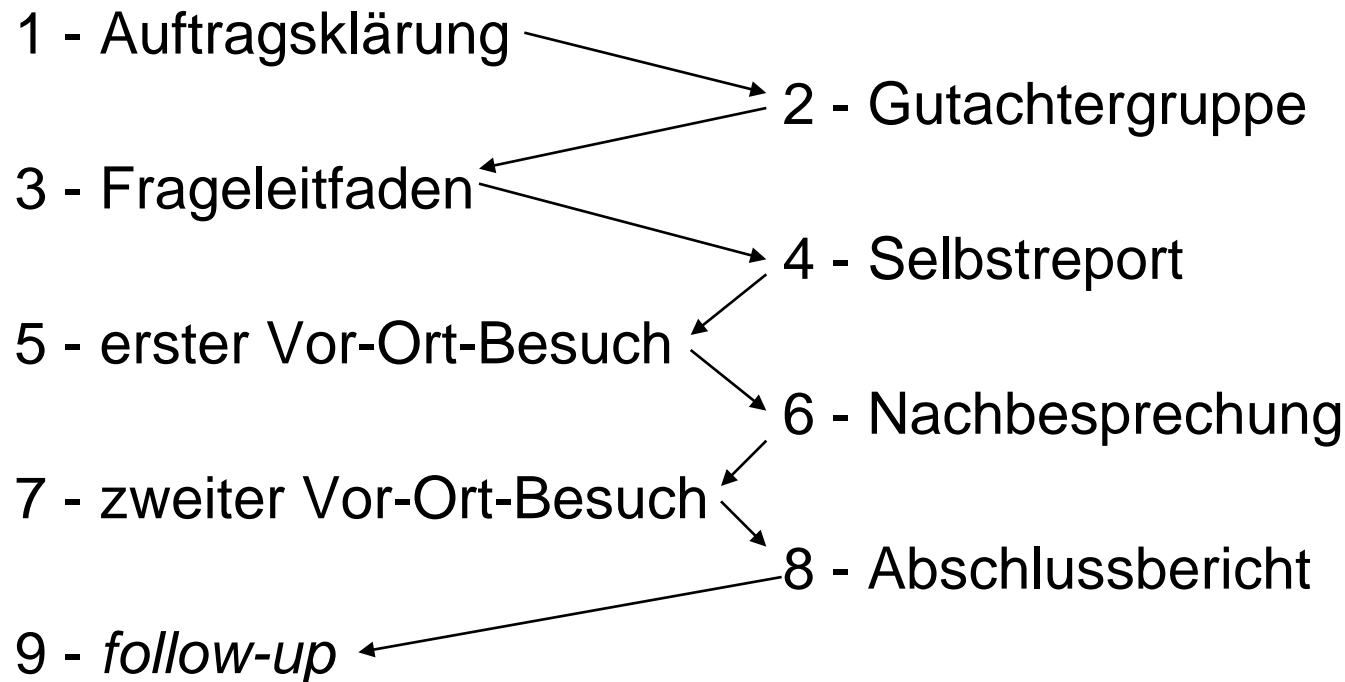 1 - Auftragsklärung
2 - Gutachtergruppe
3 - Frageleitfaden
4 - Selbstreport
5 - erster Vor-Ort-Besuch
6 - Nachbesprechung
7 - zweiter Vor-Ort-Besuch
8 - Abschlussbericht
9 - follow-up